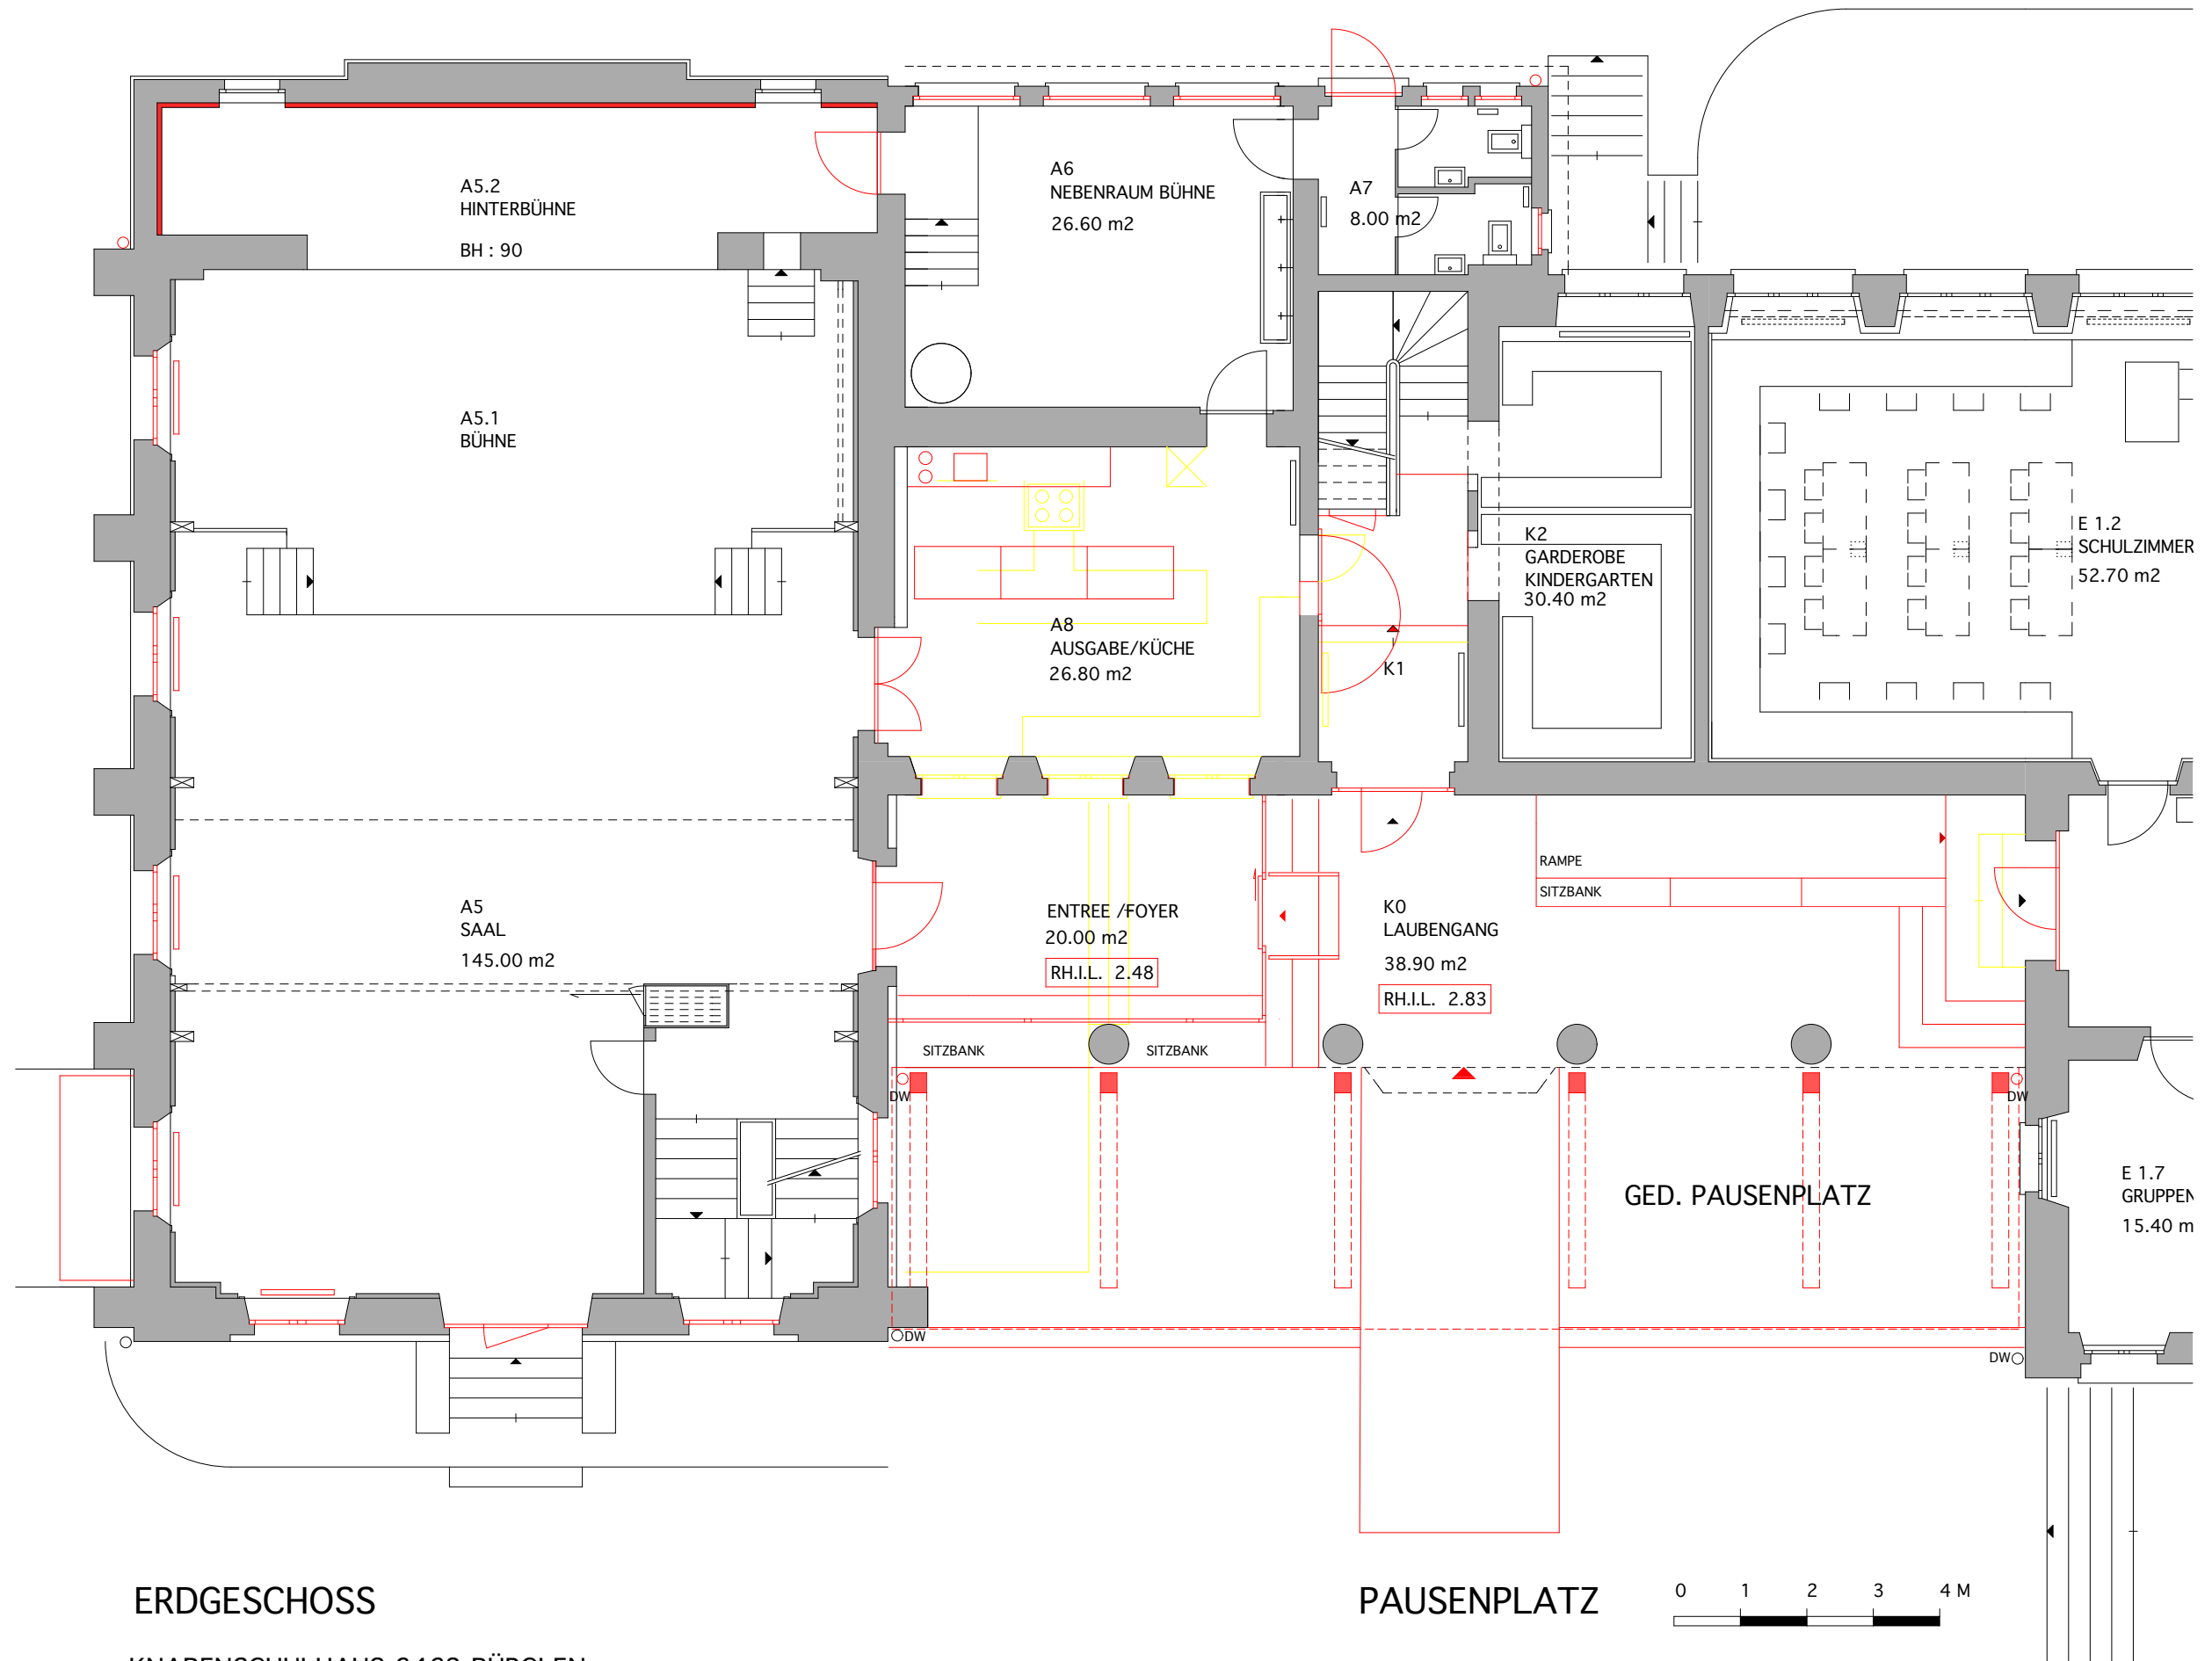 A5.2
HINTERBÜHNE
BH : 90
A6
NEBENRAUM BÜHNE
26.60 m2
A7
8.00 m2
A5.1
BÜHNE
K2
GARDEROBE
KINDERGARTEN
30.40 m2
E 1.2
SCHULZIMMER
52.70 m2
A8
AUSGABE/KÜCHE
26.80 m2
K1
RAMPE
SITZBANK
A5
SAAL
145.00 m2
ENTREE /FOYER
20.00 m2
RH.I.L. 2.48
K0
LAUBENGANG
38.90 m2
RH.I.L. 2.83
SITZBANK
SITZBANK
DW
DW
GED. PAUSENPLATZ
E 1.7
GRUPPEN
15.40 m
DW
DW
ERDGESCHOSS
PAUSENPLATZ
0 1 2 3 4 M